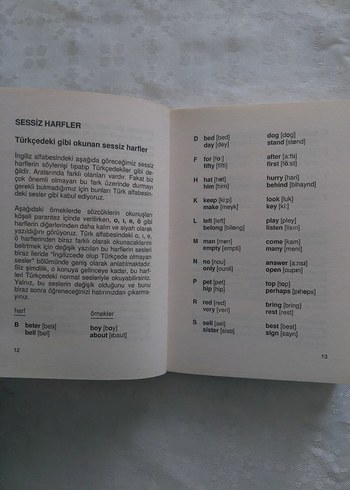 SESSİZ HARFLER
Türkçedeki gibi okunan sessiz harfler
İngiliz alfabesindeki aşağıda göreceğimiz sessiz
harflerin söylenişi tıpatıp Türkçedekiler gibi de-
ğildir. Aralarında farklı olanları vardır. Fakat biz
çok önemli olmayan bu fark üzerinde durmayı
gerekli bulmadığımız için bunları Türk alfabesin-
deki sesler gibi kabul ediyoruz.
Aşağıdaki örneklerde sözcüklerin okunuşları
köşeli parantez içinde verilirken, o, ı, e, ö gibi
harflerin diğerlerinden daha kalın ve siyah olarak
yazıldığını görüyoruz. Türk alfabesindeki o, ı, e,
ö harflerinden biraz farklı olarak okunacaklarını
belirtmek için değişik yazılan bu harflerin sesleri
biraz ileride "İngilizcede olup Türkçede olmayan
sesler" bölümünde geniş olarak anlatılmaktadır.
Siz şimdilik, o konuya gelinceye kadar, bu harf-
leri Türkçedeki normal sesleriyle okuyabilirsiniz.
Yalnız, bu seslerin değişik olduğunu ve bunu
biraz sonra öğreneceğinizi hatırınızdan çıkarma-
yınız.
harf örnekler
B beter boy [boy]
bell [bel] about [ıbaut]
12
D bed [bed] dog [dog]
day [dey] stand [stend]
F for [fo:] after [a:ftı]
fifty [fifti] first [fö:st]
H hat [het] hurry [hari]
him [him] behind [bihaynd]
K keep [ki:p] look [luk]
make [meyk] key [ki:]
L left [left] play [pley]
belong [bilong] listen [lisın]
M man [men] come [kam]
empty [empti] many [meni]
N no [nou] answer [a:nsı]
only [ounli] open [oupın]
P pet [pet] top [top]
hip [hip] perhaps [pıheps]
R red [red] bring [bring]
very [veri] rest [rest]
S sell [sel] best [best]
sister [sistı] sign [sayn]
13